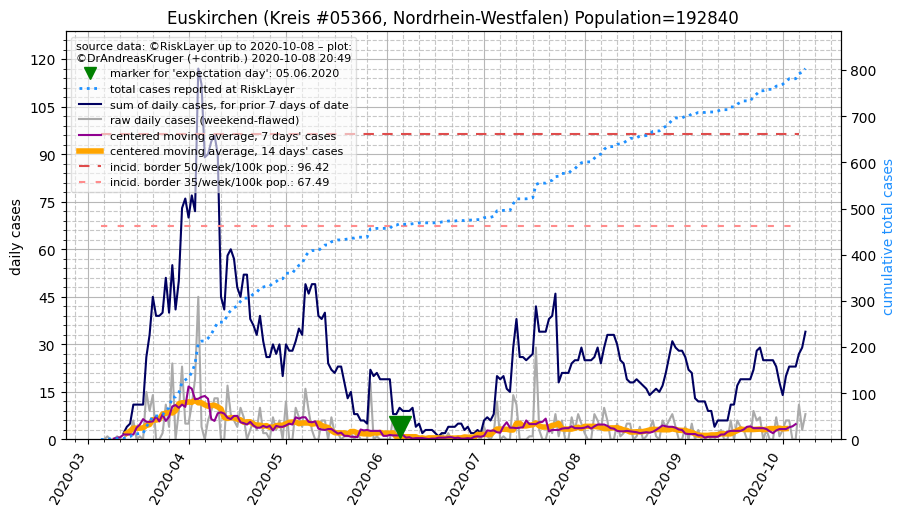 Euskirchen (Kreis #05366, Nordrhein-Westfalen) Population=192840
source data: ©RiskLayer up to 2020-10-08 – plot:
©DrAndreasKruger (+contrib.) 2020-10-08 20:49
marker for 'expectation day': 05.06.2020
total cases reported at RiskLayer
sum of daily cases, for prior 7 days of date
raw daily cases (weekend-flawed)
centered moving average, 7 days' cases
centered moving average, 14 days' cases
incid. border 50/week/100k pop.: 96.42
incid. border 35/week/100k pop.: 67.49
daily cases
120
105
90
75
60
45
30
15
0
cumulative total cases
800
700
600
500
400
300
200
100
0
2020-03
2020-04
2020-05
2020-06
2020-07
2020-08
2020-09
2020-10